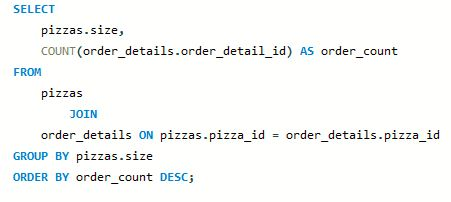 SELECT
pizzas.size,
COUNT(order_details.order_detail_id) AS order_count
FROM
pizzas
JOIN
order_details ON pizzas.pizza_id = order_details.pizza_id
GROUP BY pizzas.size
ORDER BY order_count DESC;